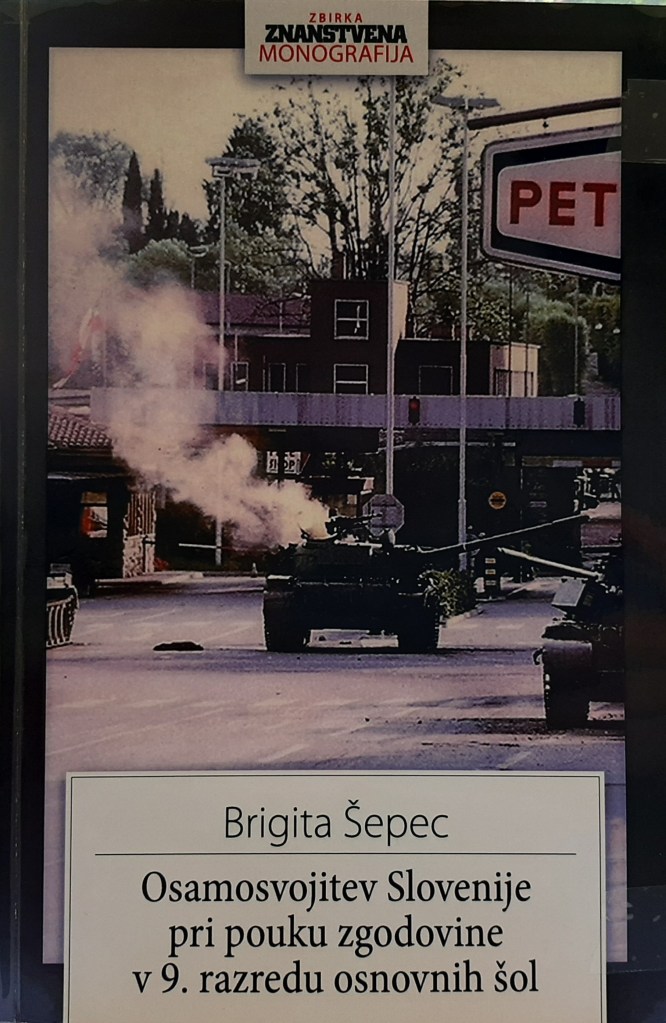 ZBIRKA
ZNANSTVENA
MONOGRAFIJA
PET
Brigita Šepec
Osamosvojitev Slovenije
pri pouku zgodovine
v 9. razredu osnovnih šol